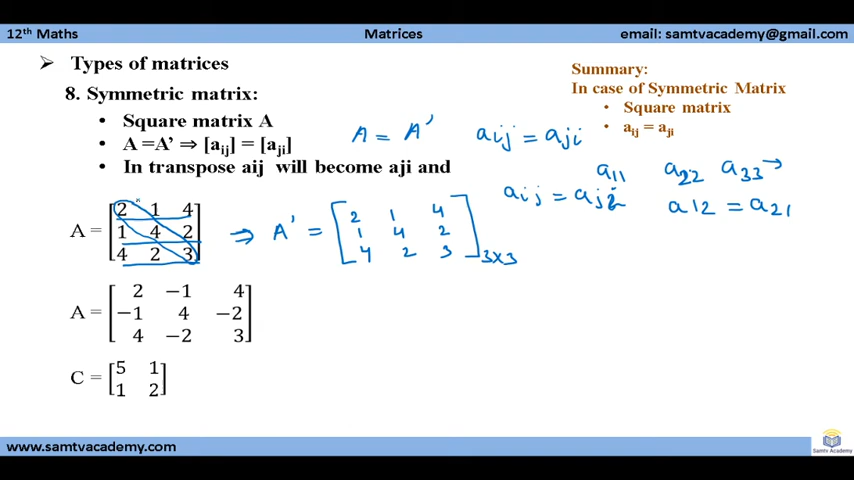 12th Maths Matrices email: samtvacademy@gmail.com
➢ Types of matrices
8. Symmetric matrix:
• Square matrix A
• A =A’ ⇒ [aij] = [aji]
• In transpose aij will become aji and
Summary:
In case of Symmetric Matrix
• Square matrix
• aij = aji
A = A'
aij = aji
a11 a22 a33 →
aij = aji
a12 = a21
A = [2 1 4
1 4 2
4 2 3]
⇒ A' = [2 1 4
1 4 2
4 2 3] 3x3
A = [2 −1 4
−1 4 −2
4 −2 3]
C = [5 1
1 2]
www.samtvacademy.com
Samtv Academy